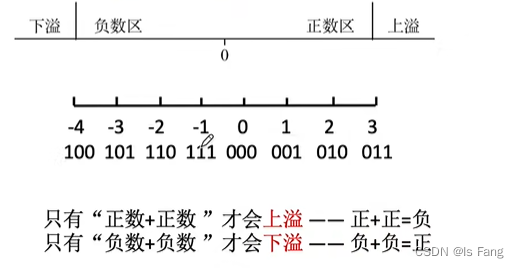 下溢 负数区 正数区 上溢
0
-4 -3 -2 -1 0 1 2 3
100 101 110 111 000 001 010 011
只有“正数+正数 ”才会上溢 —— 正+正=负
只有“负数+负数 ”才会下溢 —— 负+负=正
CSDN @ls Fang